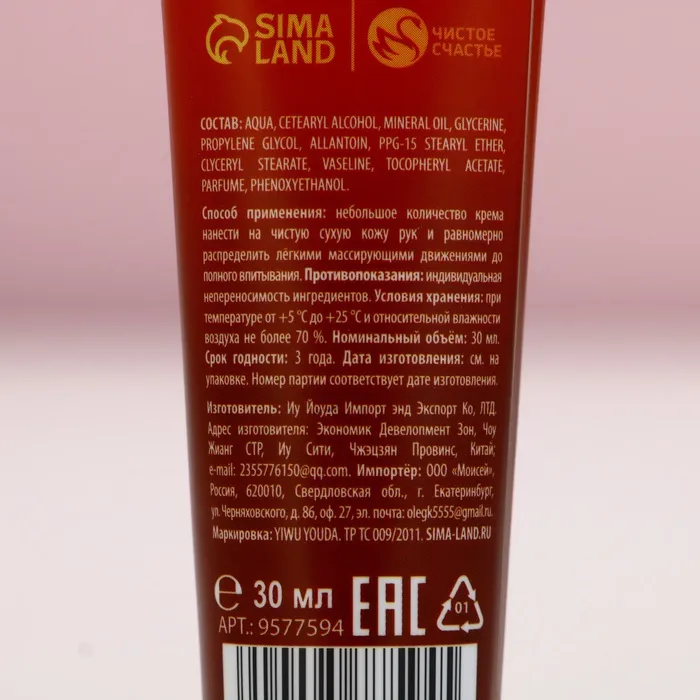 SIMA
LAND
ЧИСТОЕ
СЧАСТЬЕ
СОСТАВ: AQUA, CETEARYL ALCOHOL, MINERAL OIL, GLYCERINE,
PROPYLENE GLYCOL, ALLANTOIN, PPG-15 STEARYL ETHER,
CLYCERYL STEARATE, VASELINE, TOCOPHERYL ACETATE,
PARFUME, PHENOXYETHANOL.
Способ применения: небольшое количество крема
нанести на чистую сухую кожу рук и равномерно
распределить лёгкими массирующими движениями до
полного впитывания. Противопоказания: индивидуальная
непереносимость ингредиентов. Условия хранения: при
температуре от +5 °C до +25 °C и относительной влажности
воздуха не более 70 %. Номинальный объём: 30 мл.
Срок годности: 3 года. Дата изготовления: см. на
упаковке. Номер партии соответствует дате изготовления.
Изготовитель: Иу Йоуда Импорт энд Экспорт Ко, ЛТД.
Адрес изготовителя: Экономик Девелопмент Зон, Чоу
Жианг СТР, Иу Сити, Чжэцзян Провинс, Китай;
e-mail: 2355776150@qq.com. Импортёр: ООО «Моисей»,
Россия, 620010, Свердловская обл., г. Екатеринбург,
ул. Черняховского, д. 86, оф. 27, эл. почта: olegk5555@gmail.ru.
Маркировка: YIWU YOUDA. ТР ТС 009/2011. SIMA-LAND.RU
℮ 30 мл EAC 01
АРТ.: 9577594